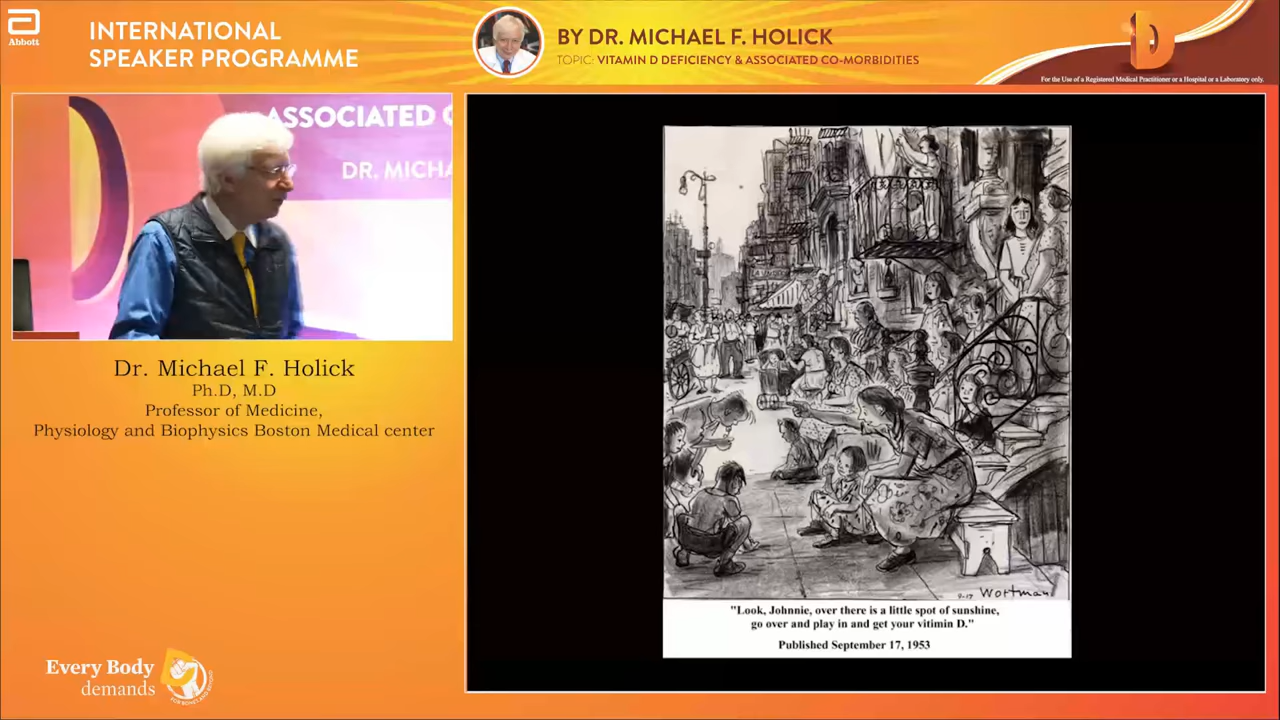 Abbott
INTERNATIONAL
SPEAKER PROGRAMME
BY DR. MICHAEL F. HOLICK
TOPIC: VITAMIN D DEFICIENCY & ASSOCIATED CO-MORBIDITIES
D
For the Use of a Registered Medical Practitioner or a Hospital or a Laboratory only.
ASSOCIATED C
DR. MICHA
Dr. Michael F. Holick
Ph.D, M.D
Professor of Medicine,
Physiology and Biophysics Boston Medical center
Wortman
"Look, Johnnie, over there is a little spot of sunshine,
go over and play in and get your vitimin D."
Published September 17, 1953
Every Body
demands